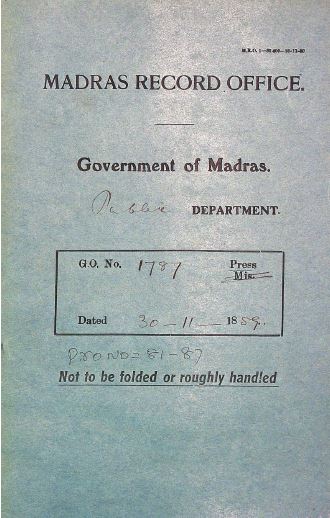 MADRAS RECORD OFFICE.
Government of Madras.
Public DEPARTMENT.
G.O. No. 1787 Press
Mis.
Dated 30-11-1859.
PRO NO= 81-87
Not to be folded or roughly handled